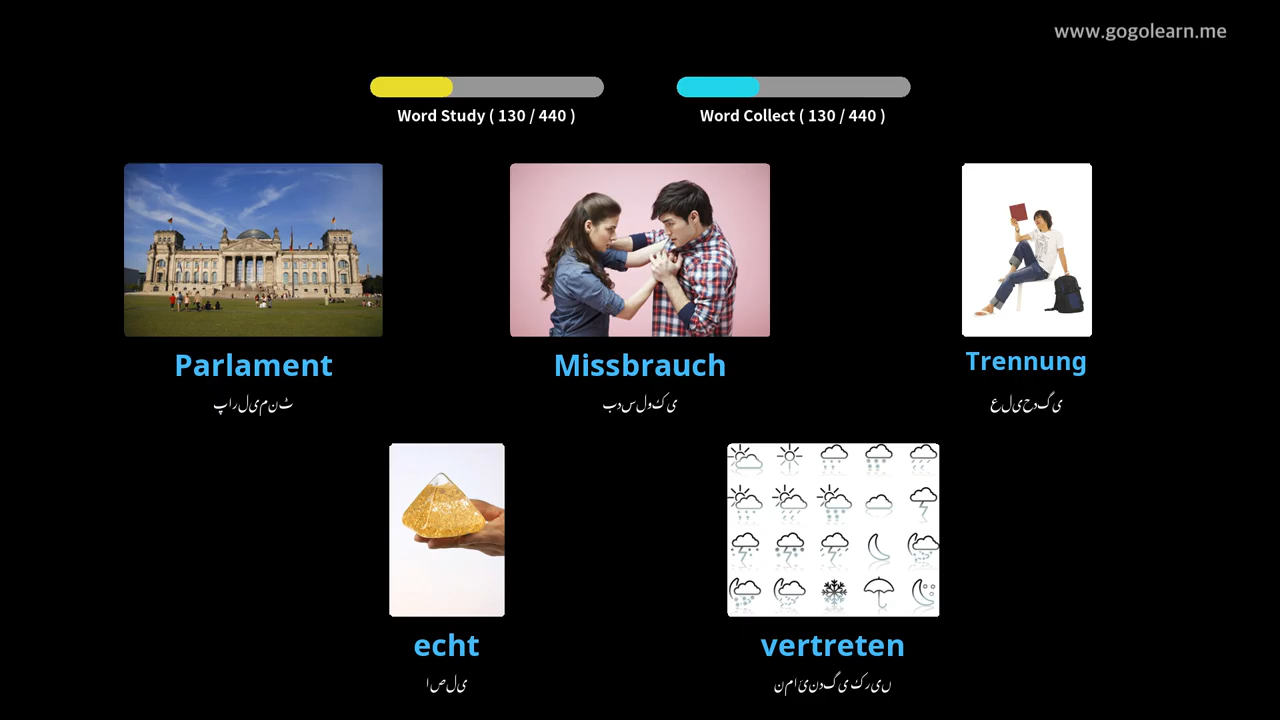 www.gogolearn.me
Word Study ( 130 / 440 )
Word Collect ( 130 / 440 )
Parlament
Missbrauch
Trennung
پارلیمنٹ
بدسلوکی
علیحدگی
echt
vertreten
اصلی
نمائندگی کریں